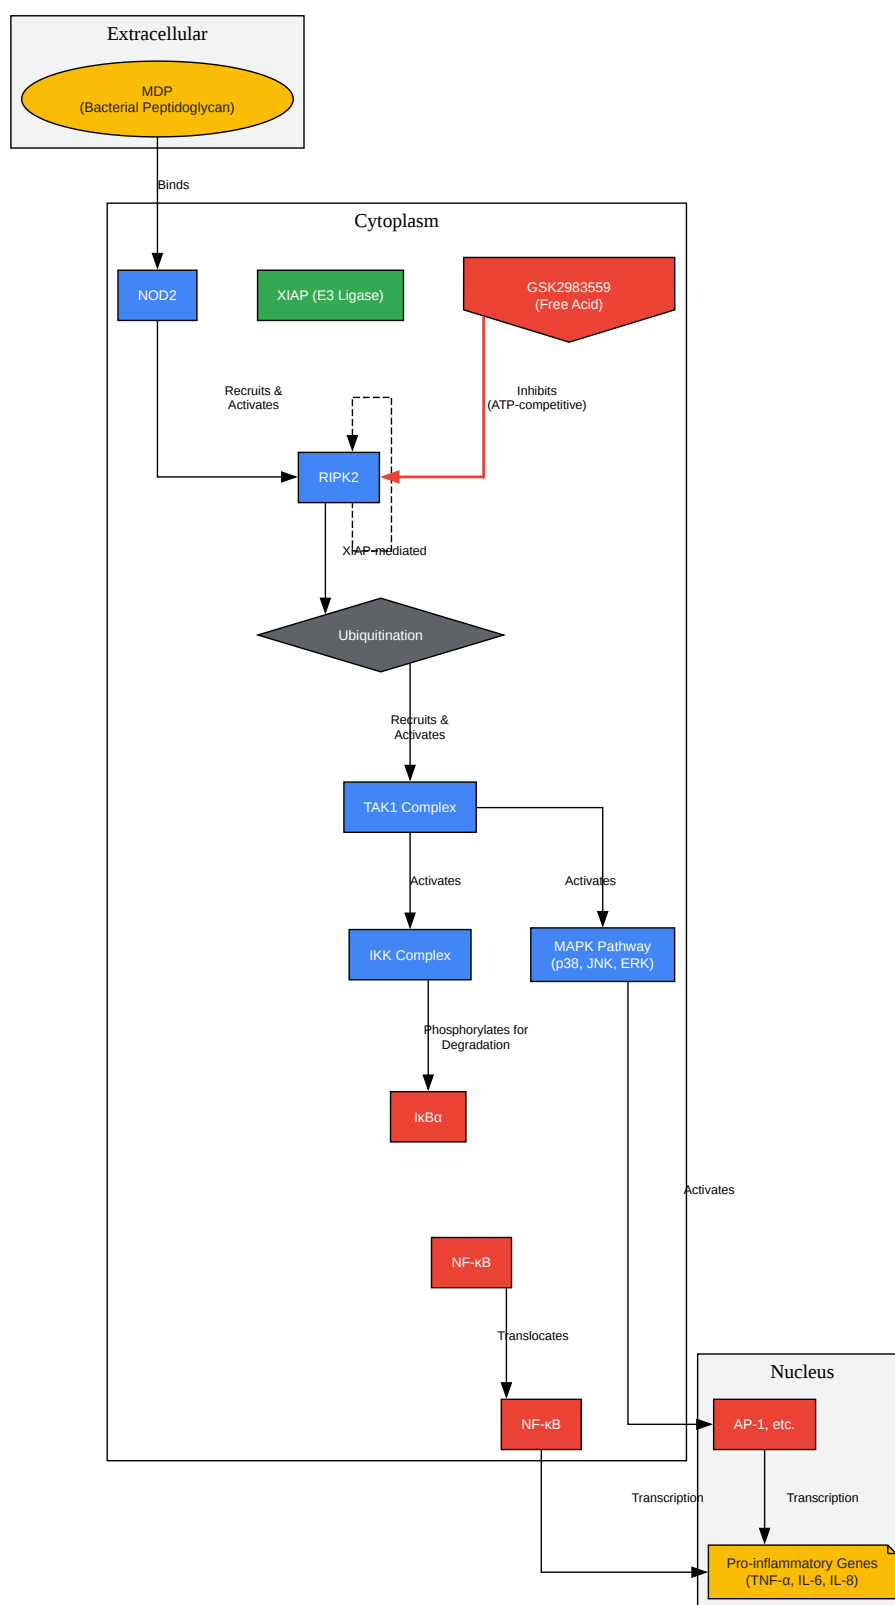 Extracellular
MDP
(Bacterial Peptidoglycan)
Binds
Cytoplasm
NOD2
XIAP (E3 Ligase)
GSK2983559
(Free Acid)
Recruits &
Activates
Inhibits
(ATP-competitive)
RIPK2
XIAP-mediated
Ubiquitination
Recruits &
Activates
TAK1 Complex
Activates
Activates
IKK Complex
MAPK Pathway
(p38, JNK, ERK)
Phosphorylates for
Degradation
IκBα
Activates
NF-κB
Translocates
Nucleus
NF-κB
AP-1, etc.
Transcription
Transcription
Pro-inflammatory Genes
(TNF-α, IL-6, IL-8)